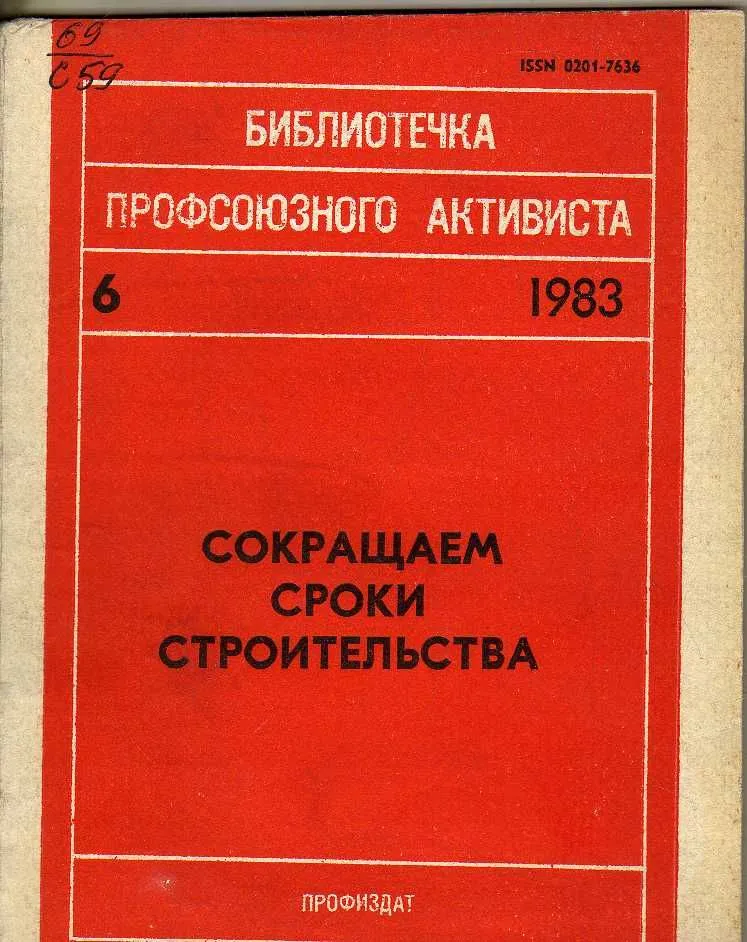 69
С59
ISSN 0201-7636
БИБЛИОТЕЧКА
ПРОФСОЮЗНОГО АКТИВИСТА
6 1983
СОКРАЩАЕМ
СРОКИ
СТРОИТЕЛЬСТВА
ПРОФИЗДАТ